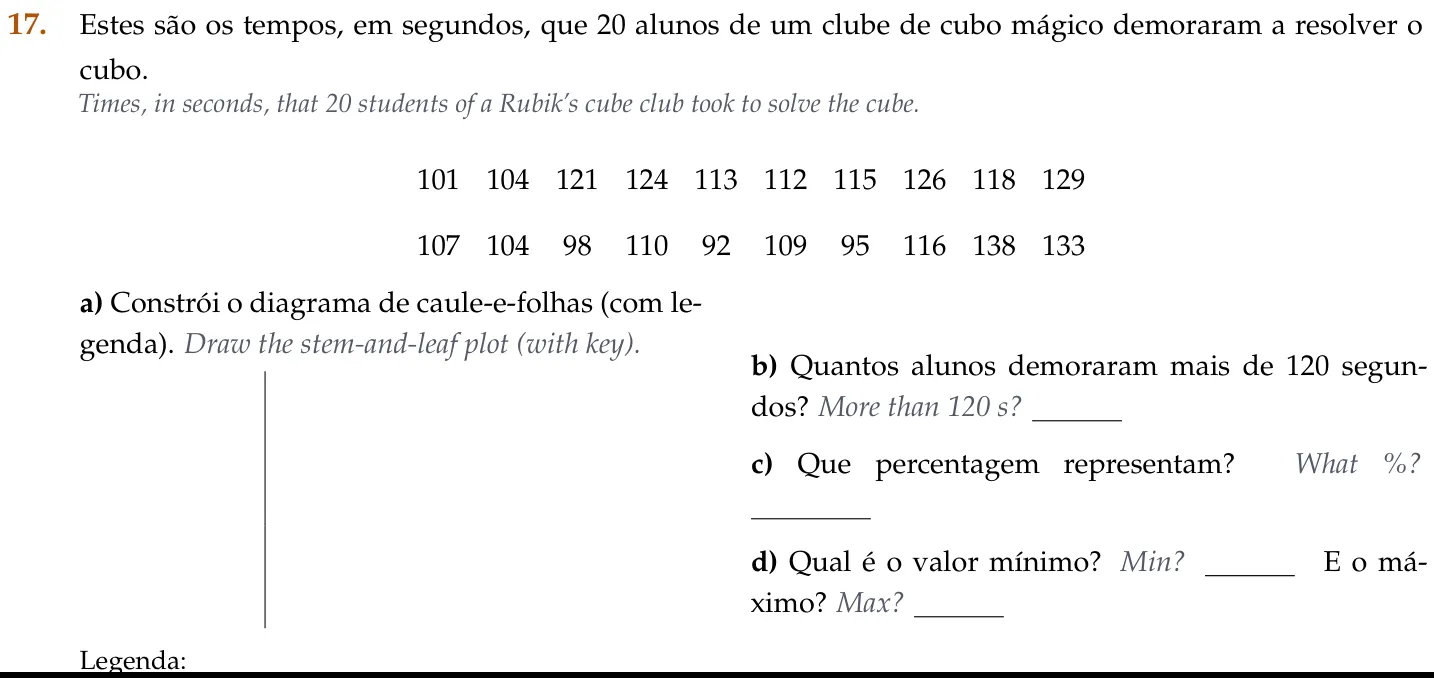 17. Estes são os tempos, em segundos, que 20 alunos de um clube de cubo mágico demoraram a resolver o
cubo.
Times, in seconds, that 20 students of a Rubik's cube club took to solve the cube.
101 104 121 124 113 112 115 126 118 129
107 104 98 110 92 109 95 116 138 133
a) Constrói o diagrama de caule-e-folhas (com le-
genda). Draw the stem-and-leaf plot (with key).
Legenda:
b) Quantos alunos demoraram mais de 120 segun-
dos? More than 120 s? ______
c) Que percentagem representam? What %?
________
d) Qual é o valor mínimo? Min? ______ E o má-
ximo? Max? ______